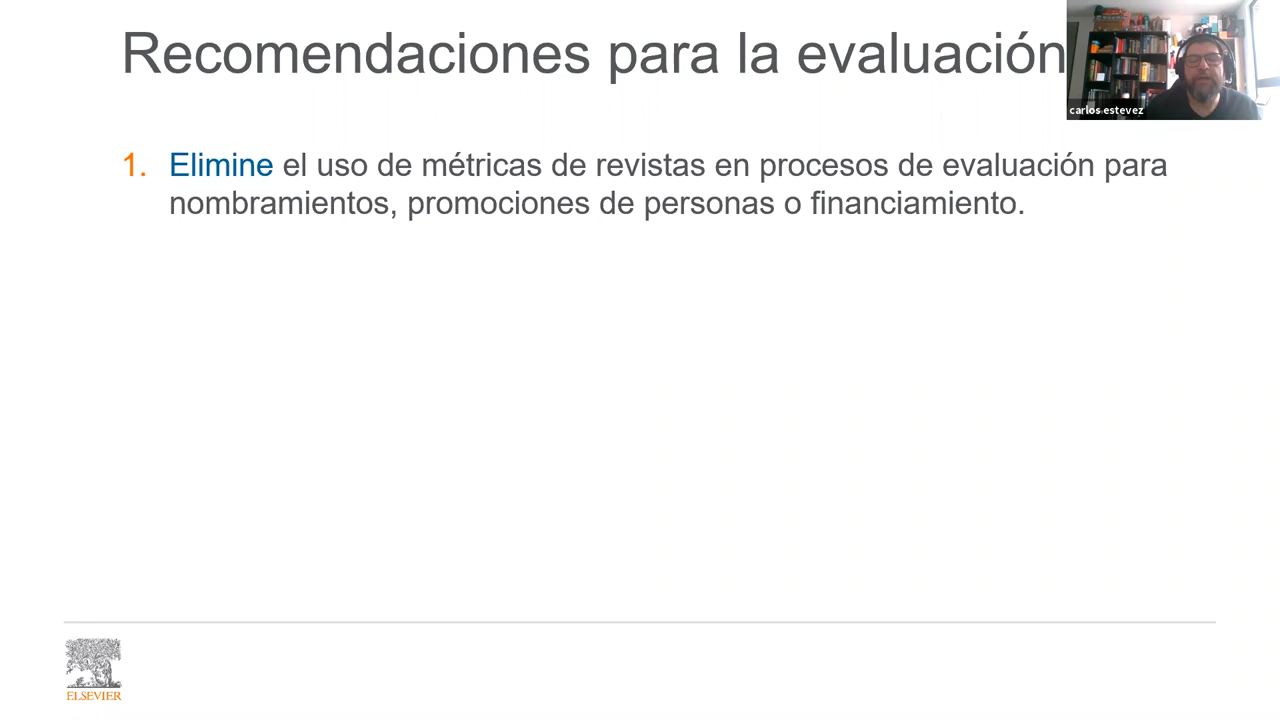 Recomendaciones para la evaluación
carlos estevez
1. Elimine el uso de métricas de revistas en procesos de evaluación para
nombramientos, promociones de personas o financiamiento.
ELSEVIER